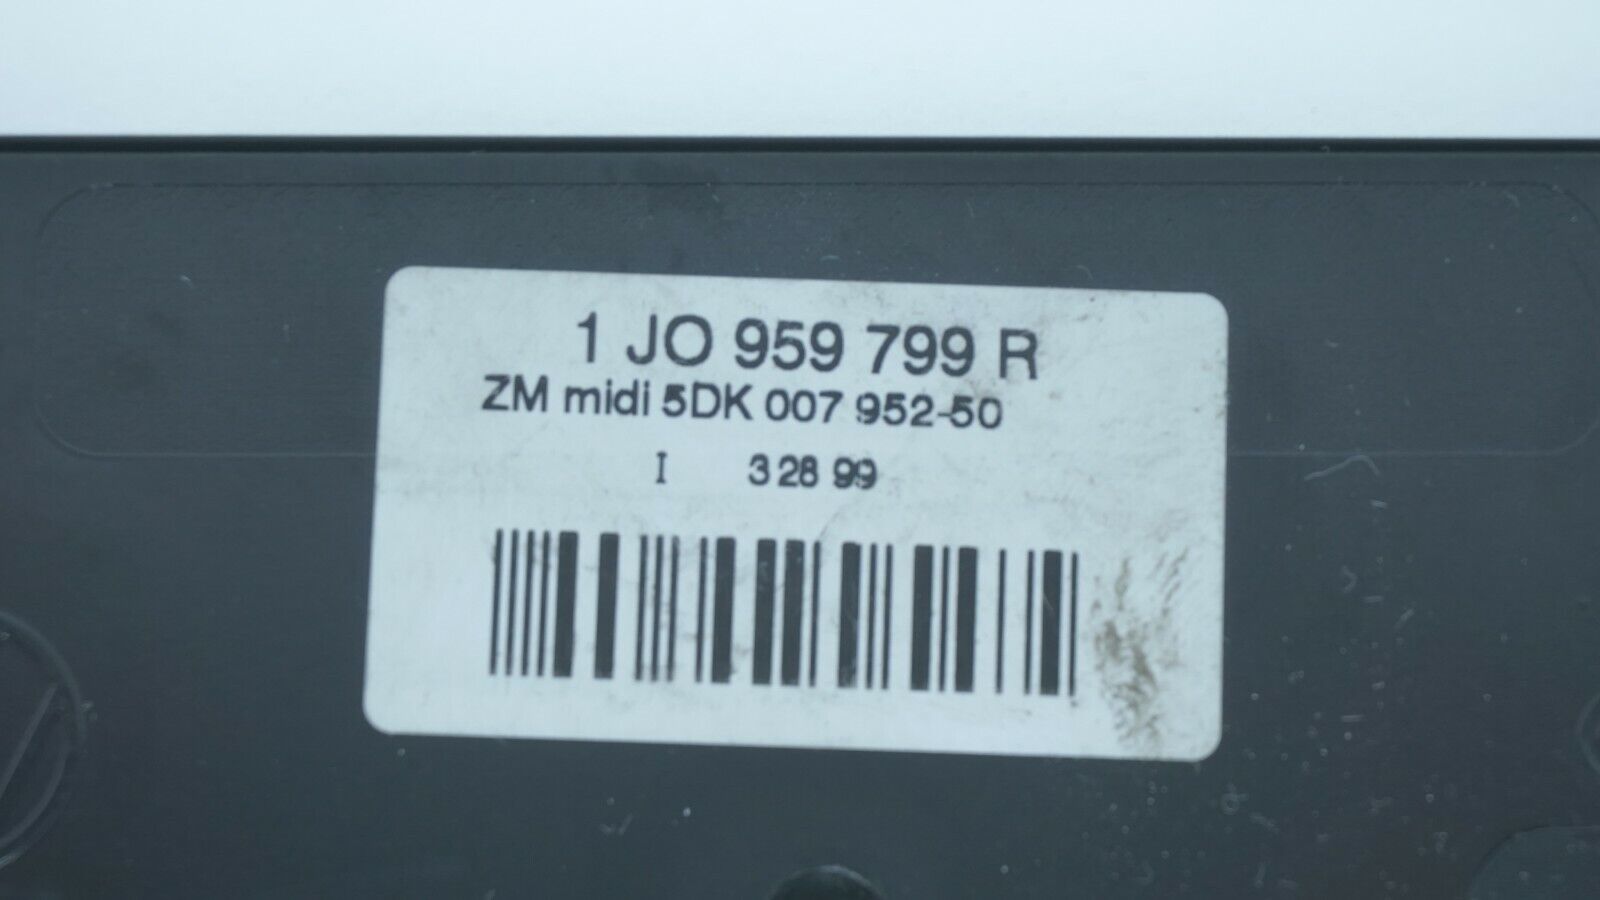 1 JO 959 799 R
ZM midi 5DK 007 952-50
I 3 28 99